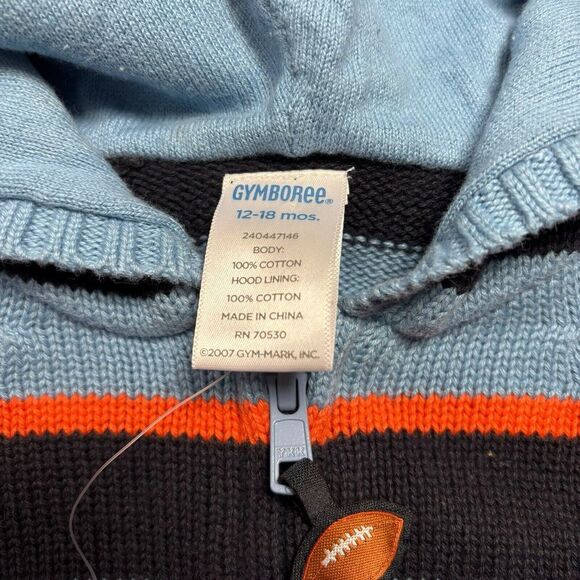 GYMBORee®
12-18 mos.
240447146
BODY:
100% COTTON
HOOD LINING:
100% COTTON
MADE IN CHINA
RN 70530
©2007 GYM-MARK, INC.